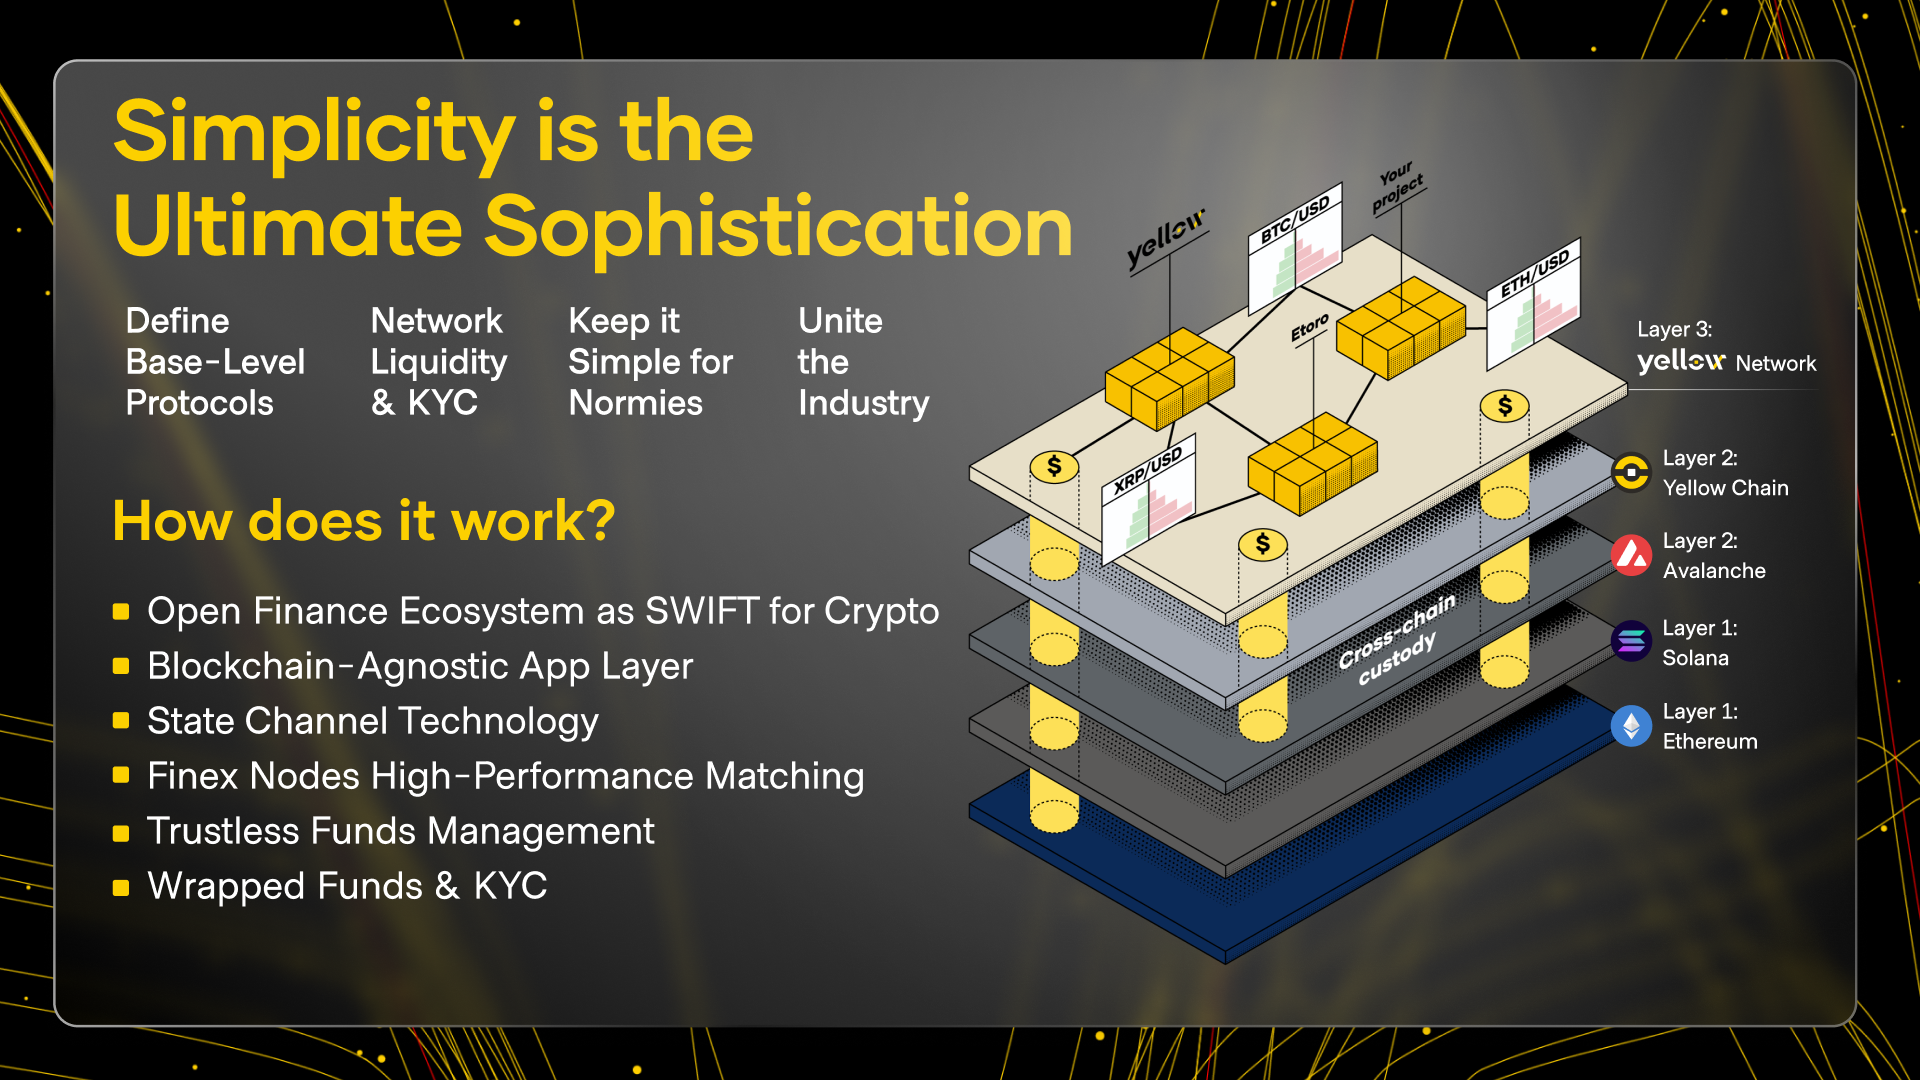 Simplicity is the
Ultimate Sophistication
Define
Base-Level
Protocols
Network
Liquidity
& KYC
Keep it
Simple for
Normies
Unite
the
Industry
How does it work?
Open Finance Ecosystem as SWIFT for Crypto
Blockchain-Agnostic App Layer
State Channel Technology
Finex Nodes High-Performance Matching
Trustless Funds Management
Wrapped Funds & KYC
yellow
BTC/USD
Your
project
ETH/USD
Etoro
XRP/USD
$
$
$
Cross-chain
custody
Layer 3:
yellow Network
Layer 2:
Yellow Chain
Layer 2:
Avalanche
Layer 1:
Solana
Layer 1:
Ethereum